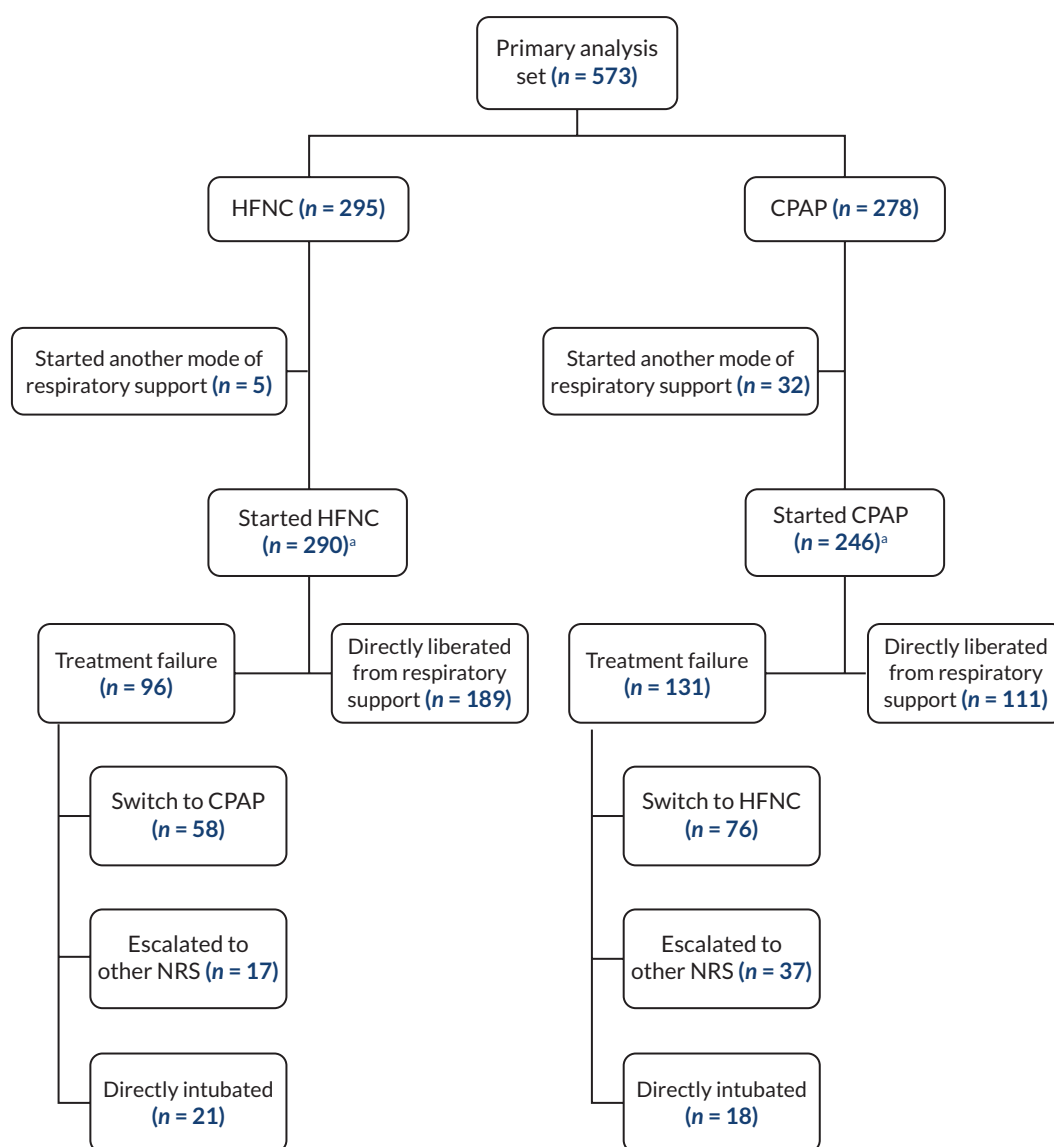 Primary analysis
set (n = 573)
HFNC (n = 295)
CPAP (n = 278)
Started another mode of
respiratory support (n = 5)
Started another mode of
respiratory support (n = 32)
Started HFNC
(n = 290)a
Started CPAP
(n = 246)a
Treatment failure
(n = 96)
Directly liberated
from respiratory
support (n = 189)
Treatment failure
(n = 131)
Directly liberated
from respiratory
support (n = 111)
Switch to CPAP
(n = 58)
Switch to HFNC
(n = 76)
Escalated to
other NRS (n = 17)
Escalated to
other NRS (n = 37)
Directly intubated
(n = 21)
Directly intubated
(n = 18)